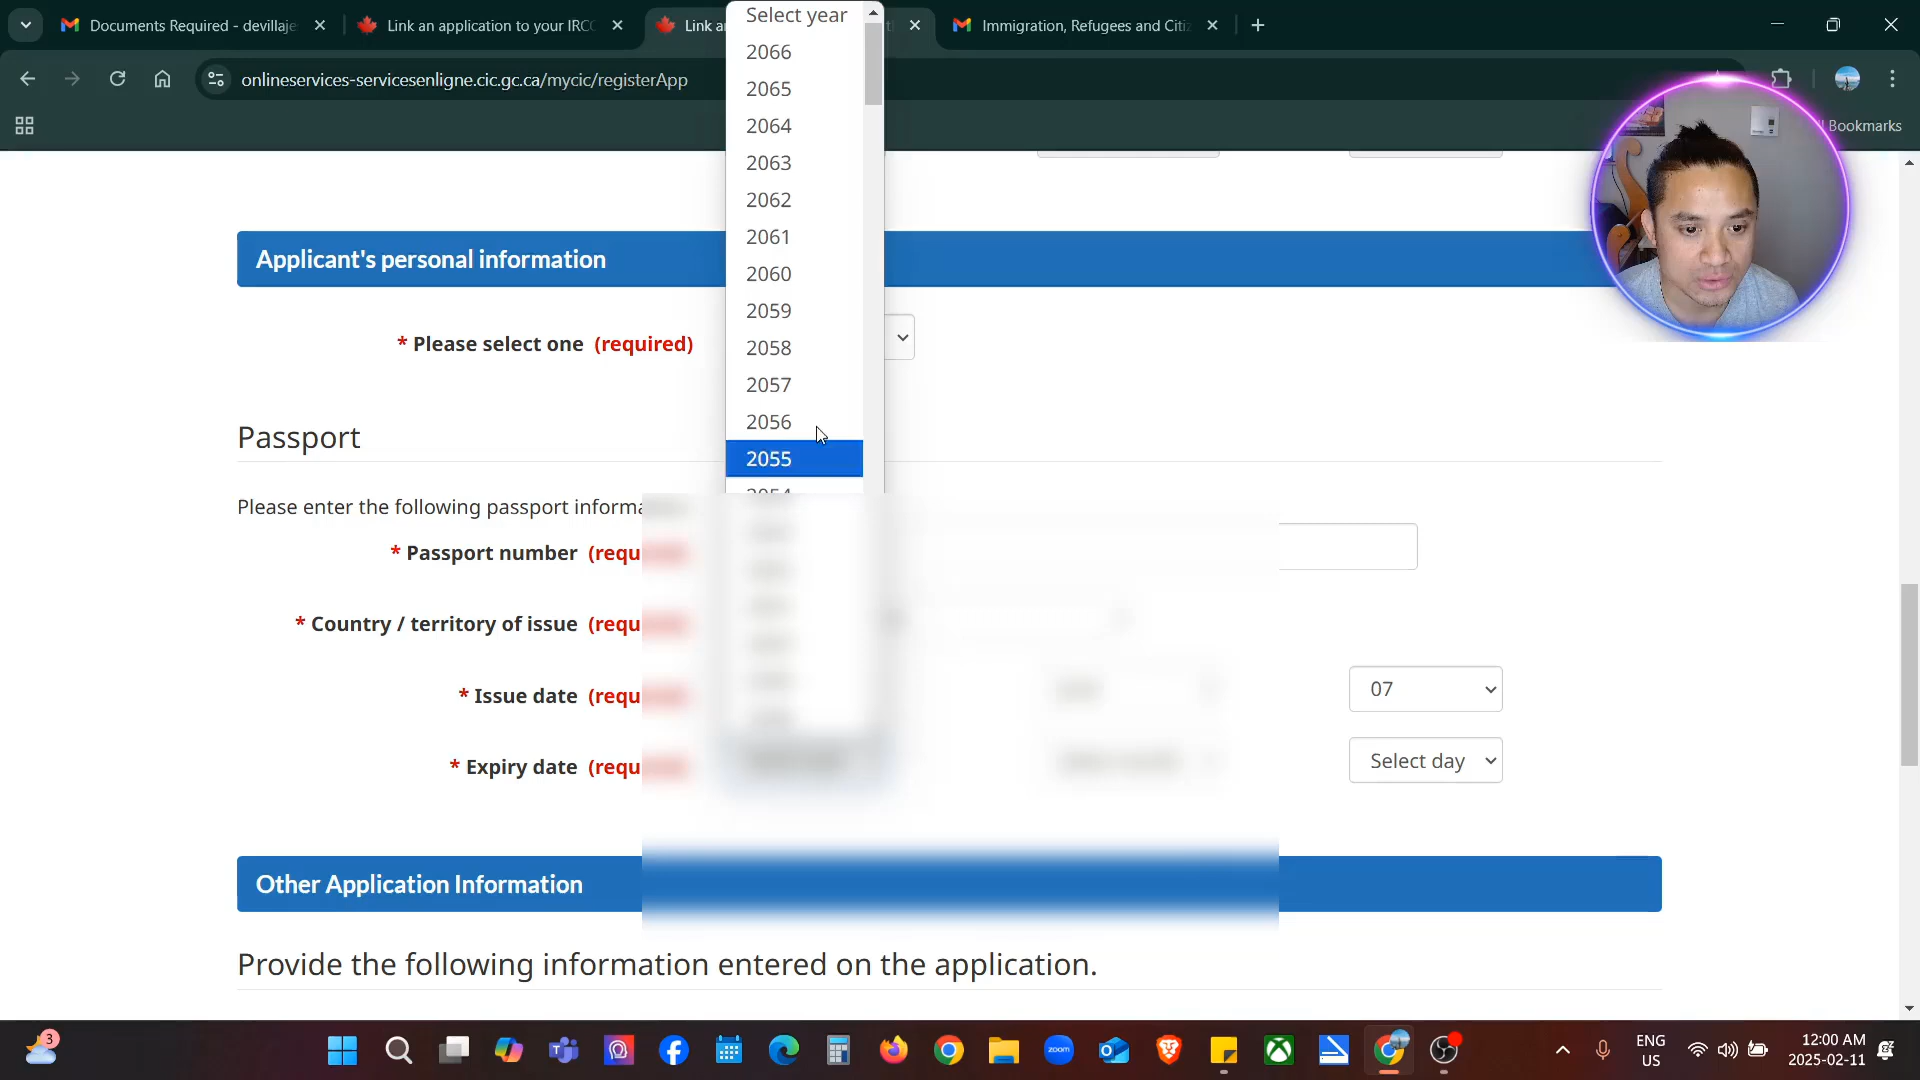 Documents Required - devillaje
Link an application to your IRCC
Link a
Immigration, Refugees and Citiz
onlineservices-servicesenligne.cic.gc.ca/mycic/registerApp
Bookmarks
Select year
2066
2065
2064
2063
2062
2061
2060
2059
2058
2057
2056
2055
2054
Applicant's personal information
* Please select one (required)
Passport
Please enter the following passport informa
* Passport number (requ
* Country / territory of issue (requ
* Issue date (requ
07
* Expiry date (requ
Select day
Other Application Information
Provide the following information entered on the application.
3
zoom
ENG
US
12:00 AM
2025-02-11